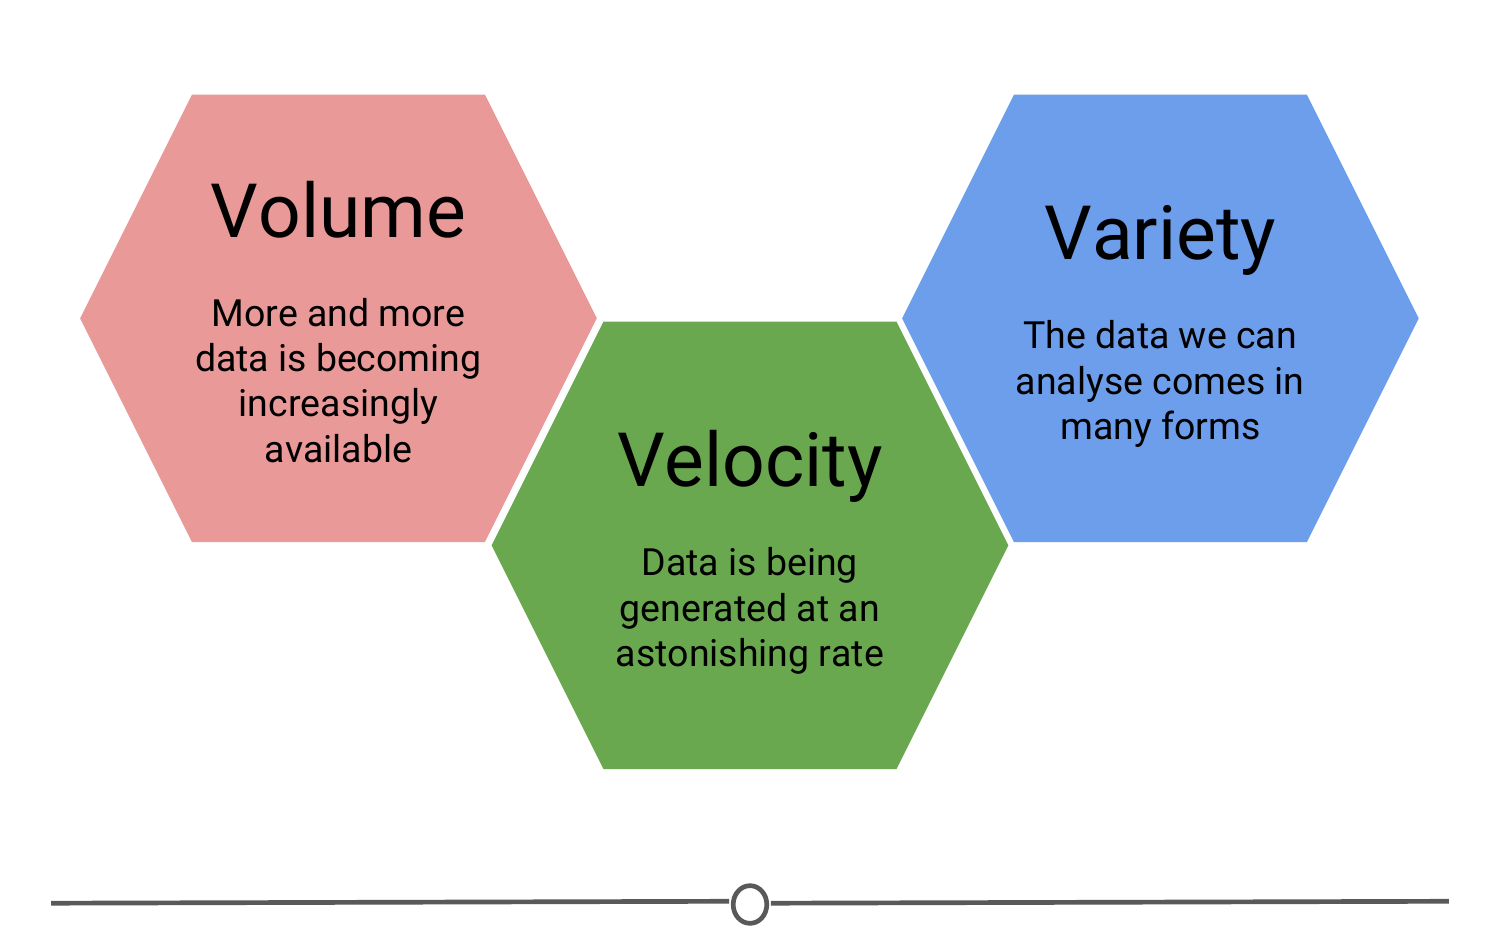 Volume
More and more
data is becoming
increasingly
available
Velocity
Data is being
generated at an
astonishing rate
Variety
The data we can
analyse comes in
many forms